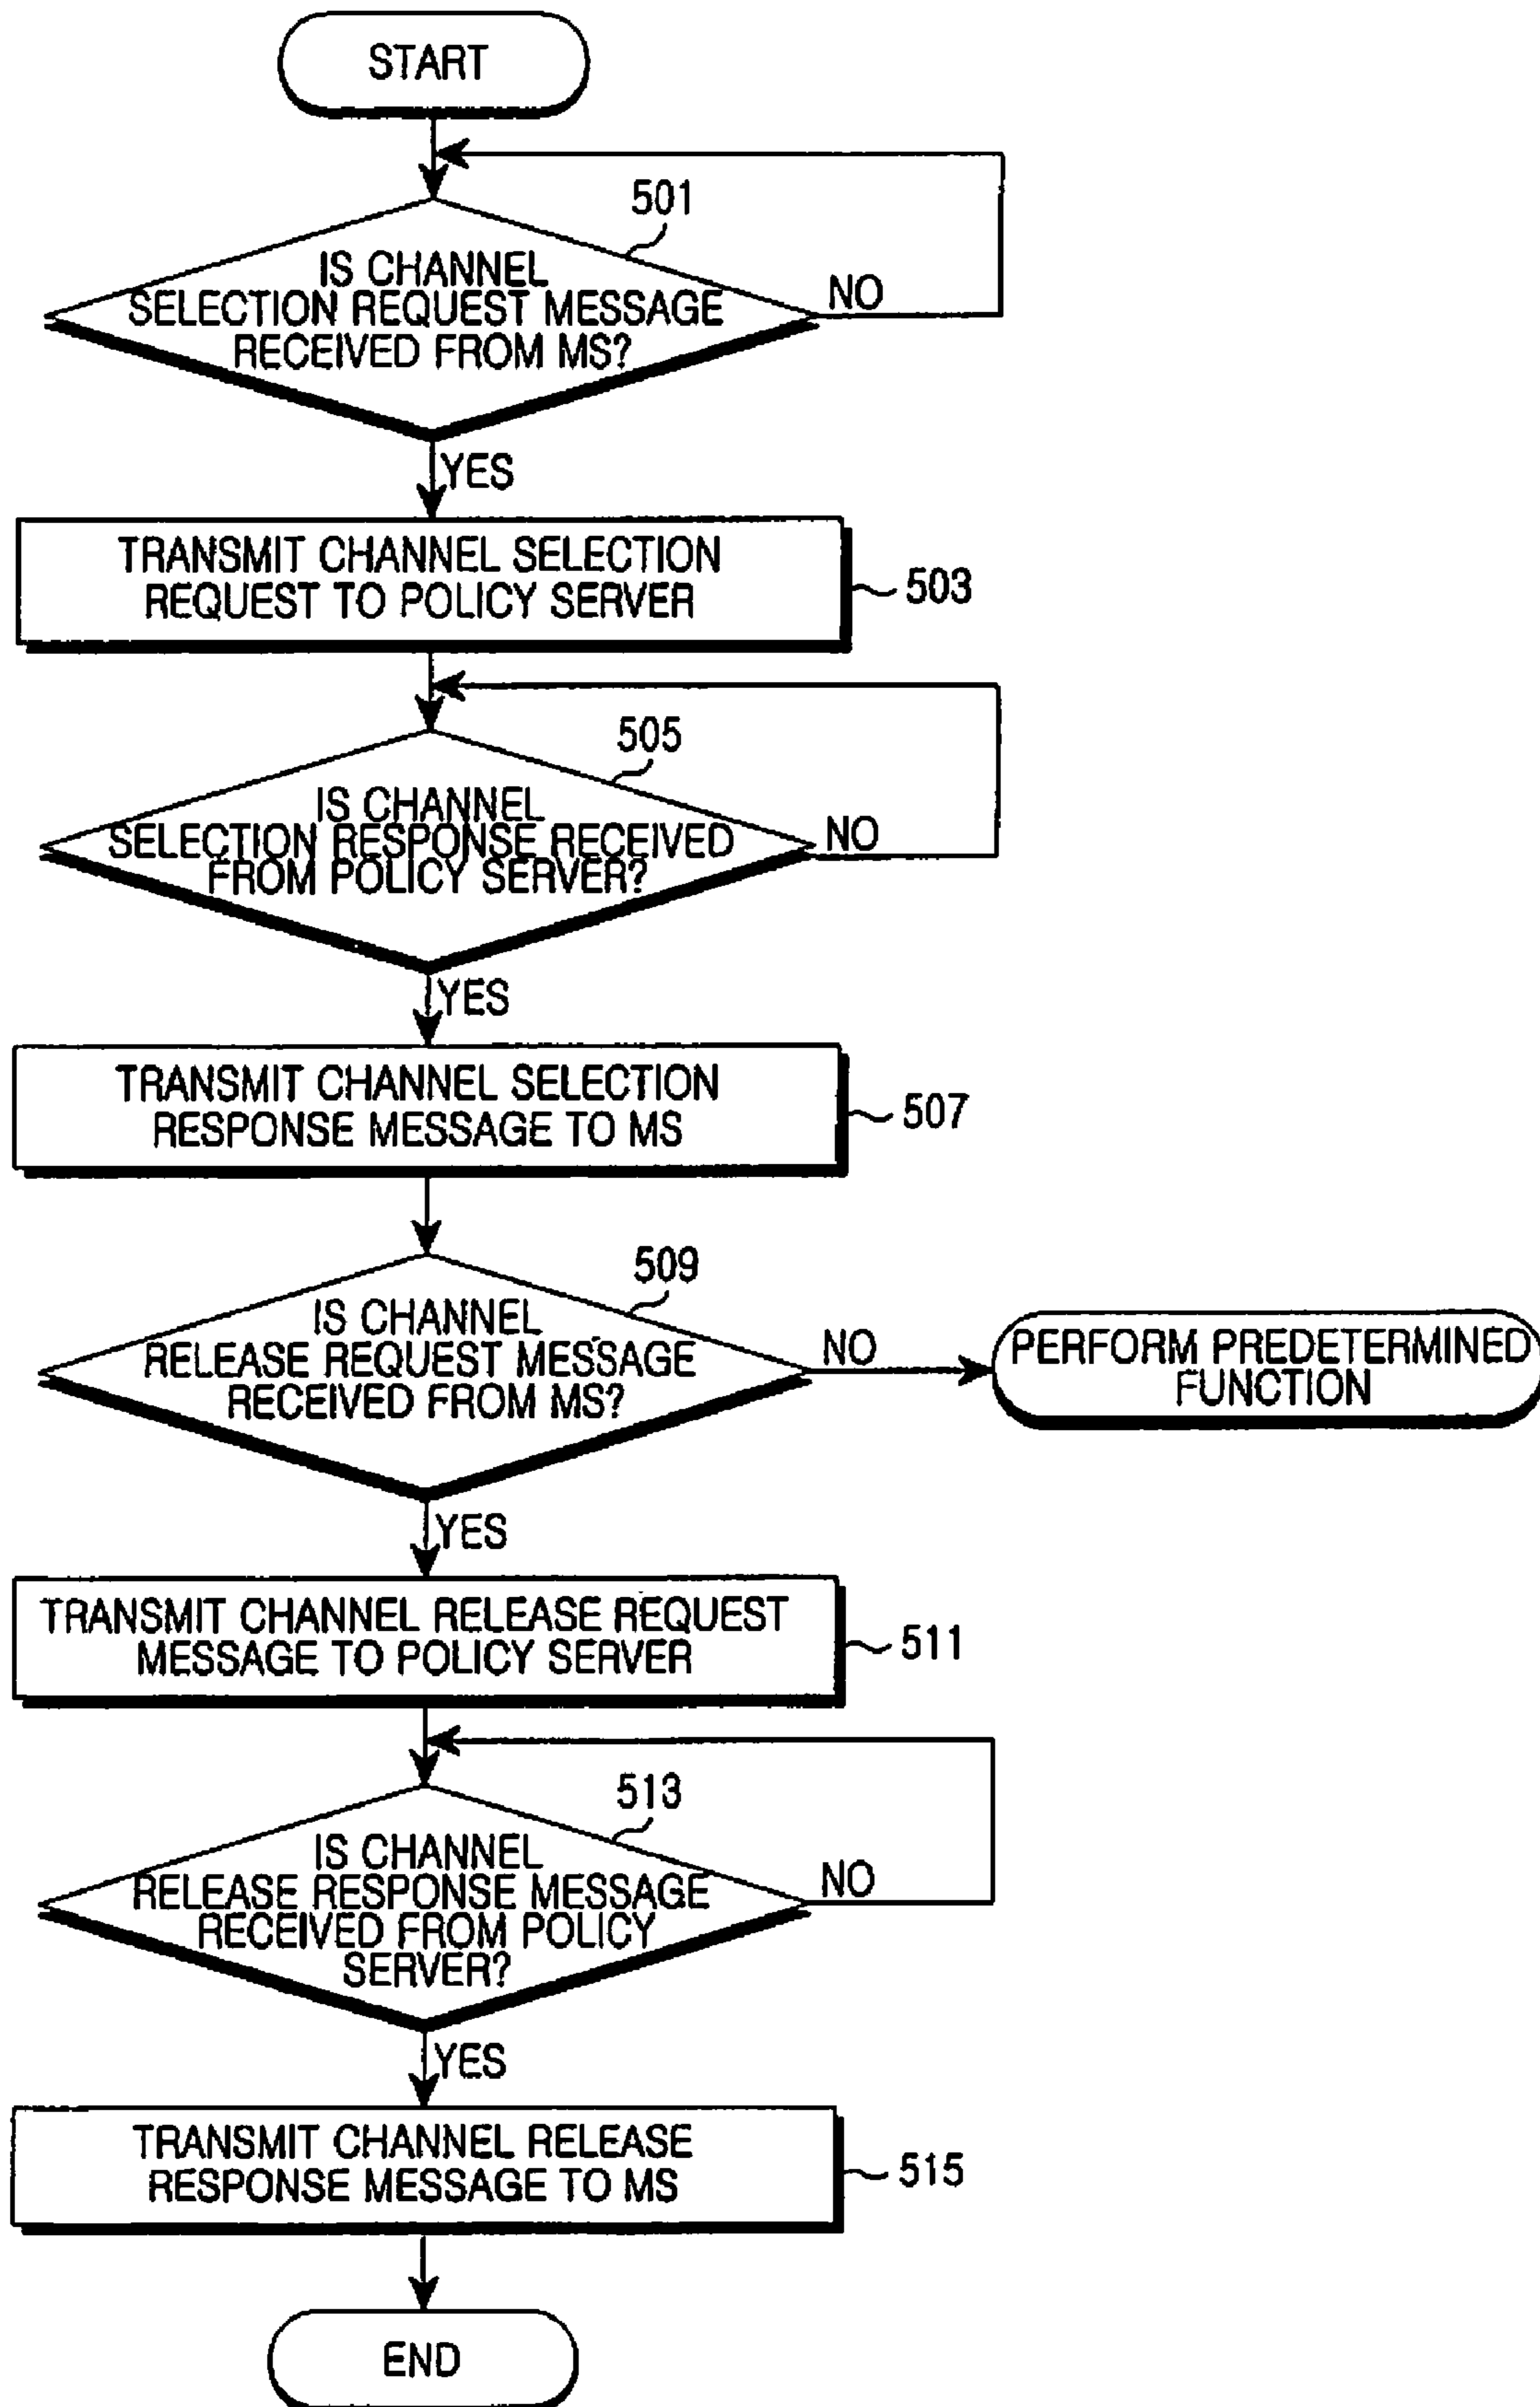 START
501
IS CHANNEL
SELECTION REQUEST MESSAGE
RECEIVED FROM MS?
NO
YES
TRANSMIT CHANNEL SELECTION
REQUEST TO POLICY SERVER
503
505
IS CHANNEL
SELECTION RESPONSE RECEIVED
FROM POLICY SERVER?
NO
YES
TRANSMIT CHANNEL SELECTION
RESPONSE MESSAGE TO MS
507
509
IS CHANNEL
RELEASE REQUEST MESSAGE
RECEIVED FROM MS?
NO
PERFORM PREDETERMINED
FUNCTION
YES
TRANSMIT CHANNEL RELEASE REQUEST
MESSAGE TO POLICY SERVER
511
513
IS CHANNEL
RELEASE RESPONSE MESSAGE
RECEIVED FROM POLICY
SERVER?
NO
YES
TRANSMIT CHANNEL RELEASE
RESPONSE MESSAGE TO MS
515
END